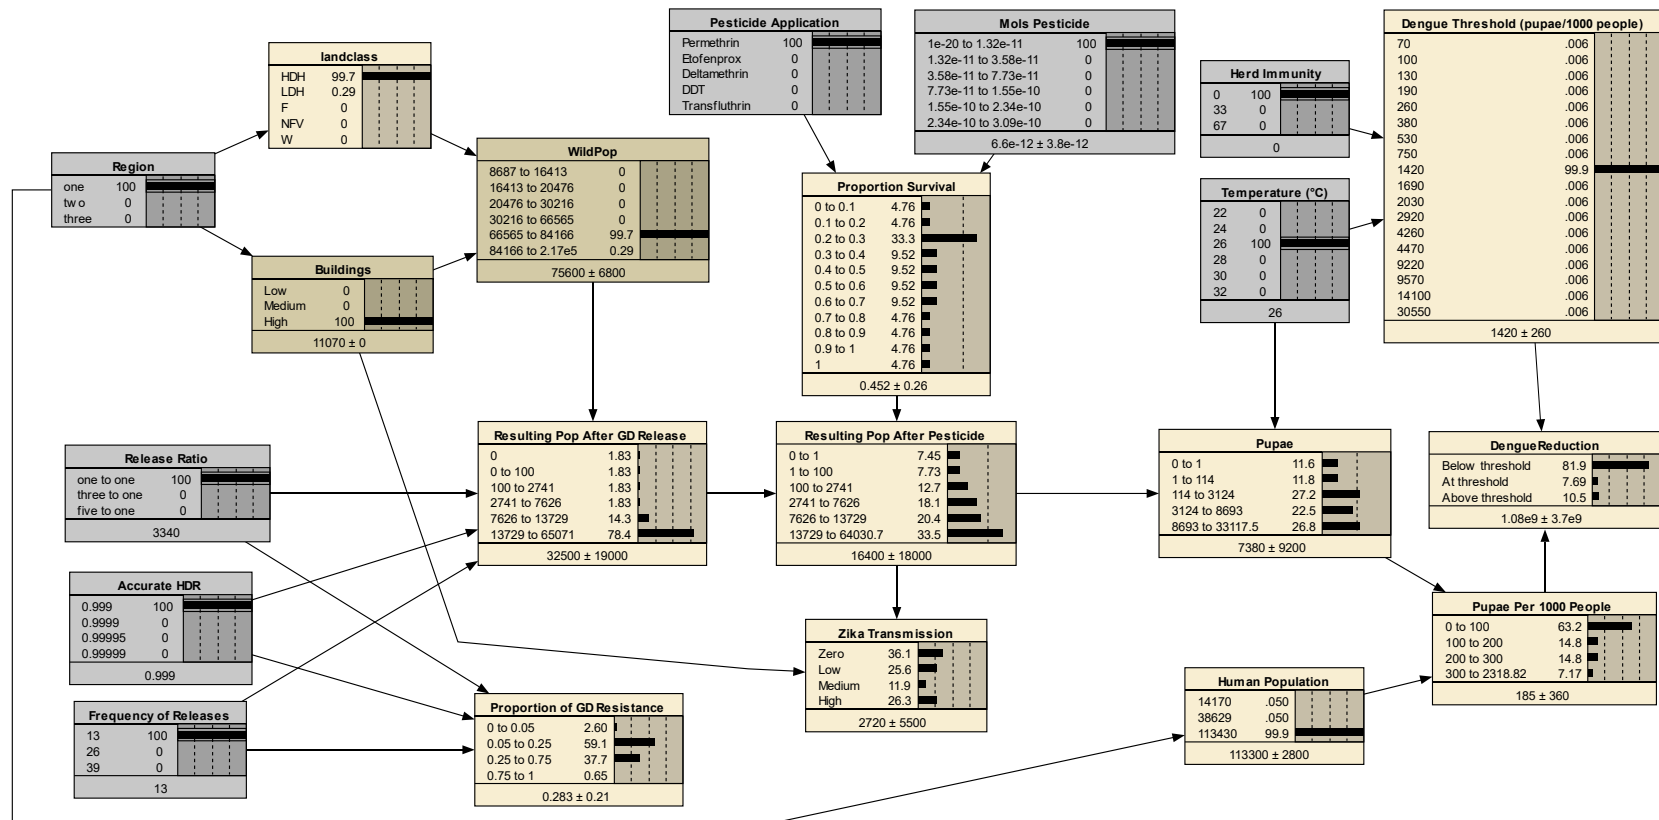 Region
one 100
two 0
three 0
landclass
HDH 99.7
LDH 0.29
F 0
NFV 0
W 0
Buildings
Low 0
Medium 0
High 100
11070 ± 0
WildPop
8687 to 16413 0
16413 to 20476 0
20476 to 30216 0
30216 to 66565 0
66565 to 84166 99.7
84166 to 2.17e5 0.29
75600 ± 6800
Pesticide Application
Permethrin 100
Etofenprox 0
Deltamethrin 0
DDT 0
Transfluthrin 0
Mols Pesticide
1e-20 to 1.32e-11 100
1.32e-11 to 3.58e-11 0
3.58e-11 to 7.73e-11 0
7.73e-11 to 1.55e-10 0
1.55e-10 to 2.34e-10 0
2.34e-10 to 3.09e-10 0
6.6e-12 ± 3.8e-12
Proportion Survival
0 to 0.1 4.76
0.1 to 0.2 4.76
0.2 to 0.3 33.3
0.3 to 0.4 9.52
0.4 to 0.5 9.52
0.5 to 0.6 9.52
0.6 to 0.7 9.52
0.7 to 0.8 4.76
0.8 to 0.9 4.76
0.9 to 1 4.76
1 4.76
0.452 ± 0.26
Herd Immunity
0 100
33 0
67 0
0
Temperature (°C)
22 0
24 0
26 100
28 0
30 0
32 0
26
Dengue Threshold (pupae/1000 people)
70 .006
100 .006
130 .006
190 .006
260 .006
380 .006
530 .006
750 .006
1420 99.9
1690 .006
2030 .006
2920 .006
4260 .006
4470 .006
9220 .006
9570 .006
14100 .006
30550 .006
1420 ± 260
Release Ratio
one to one 100
three to one 0
five to one 0
3340
Accurate HDR
0.999 100
0.9999 0
0.99995 0
0.99999 0
0.999
Frequency of Releases
13 100
26 0
39 0
13
Resulting Pop After GD Release
0 1.83
0 to 100 1.83
100 to 2741 1.83
2741 to 7626 1.83
7626 to 13729 14.3
13729 to 65071 78.4
32500 ± 19000
Proportion of GD Resistance
0 to 0.05 2.60
0.05 to 0.25 59.1
0.25 to 0.75 37.7
0.75 to 1 0.65
0.283 ± 0.21
Resulting Pop After Pesticide
0 to 1 7.45
1 to 100 7.73
100 to 2741 12.7
2741 to 7626 18.1
7626 to 13729 20.4
13729 to 64030.7 33.5
16400 ± 18000
Zika Transmission
Zero 36.1
Low 25.6
Medium 11.9
High 26.3
2720 ± 5500
Pupae
0 to 1 11.6
1 to 114 11.8
114 to 3124 27.2
3124 to 8693 22.5
8693 to 33117.5 26.8
7380 ± 9200
DengueReduction
Below threshold 81.9
At threshold 7.69
Above threshold 10.5
1.08e9 ± 3.7e9
Pupae Per 1000 People
0 to 100 63.2
100 to 200 14.8
200 to 300 14.8
300 to 2318.82 7.17
185 ± 360
Human Population
14170 .050
38629 .050
113430 99.9
113300 ± 2800